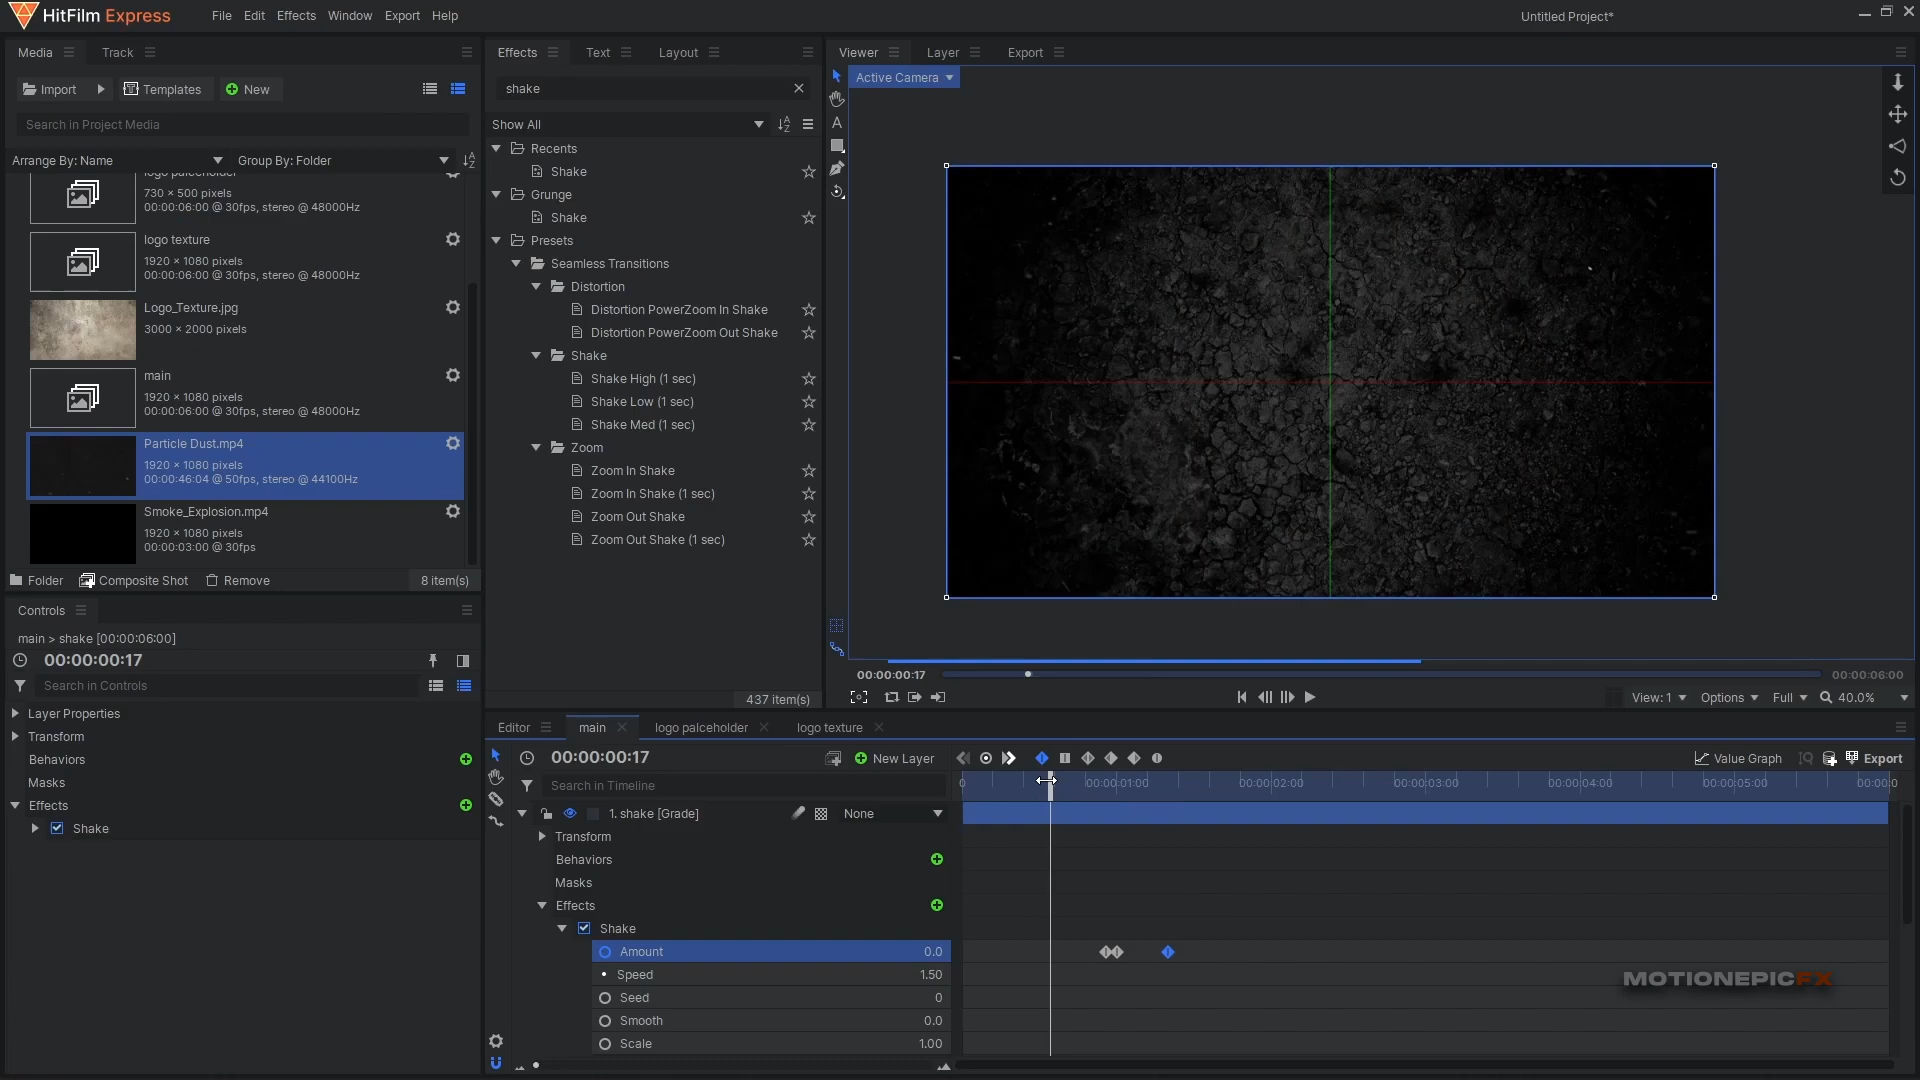 HitFilm Express
File Edit Effects Window Export Help
Untitled Project*
Media Track
Import Templates New
Search in Project Media
Arrange By: Name Group By: Folder
logo palceholder
730 × 500 pixels
00:00:06:00 @ 30fps, stereo @ 48000Hz
logo texture
1920 × 1080 pixels
00:00:06:00 @ 30fps, stereo @ 48000Hz
Logo_Texture.jpg
3000 × 2000 pixels
main
1920 × 1080 pixels
00:00:06:00 @ 30fps, stereo @ 48000Hz
Particle Dust.mp4
1920 × 1080 pixels
00:00:46:04 @ 50fps, stereo @ 44100Hz
Smoke_Explosion.mp4
1920 × 1080 pixels
00:00:03:00 @ 30fps
Folder Composite Shot Remove 8 item(s)
Controls
main > shake [00:00:06:00]
00:00:00:17
Search in Controls
Layer Properties
Transform
Behaviors
Masks
Effects
Shake
Effects Text Layout
shake
Show All
Recents
Shake
Grunge
Shake
Presets
Seamless Transitions
Distortion
Distortion PowerZoom In Shake
Distortion PowerZoom Out Shake
Shake
Shake High (1 sec)
Shake Low (1 sec)
Shake Med (1 sec)
Zoom
Zoom In Shake
Zoom In Shake (1 sec)
Zoom Out Shake
Zoom Out Shake (1 sec)
437 item(s)
Viewer Layer Export
Active Camera
00:00:00:17 00:00:06:00
View: 1 Options Full 40.0%
Editor main logo palceholder logo texture
00:00:00:17 New Layer Value Graph Export
Search in Timeline
0 00:00:01:00 00:00:02:00 00:00:03:00 00:00:04:00 00:00:05:00 00:00:0
1. shake [Grade] None
Transform
Behaviors
Masks
Effects
Shake
Amount 0.0
Speed 1.50
Seed 0
Smooth 0.0
Scale 1.00
MOTIONEPICFX